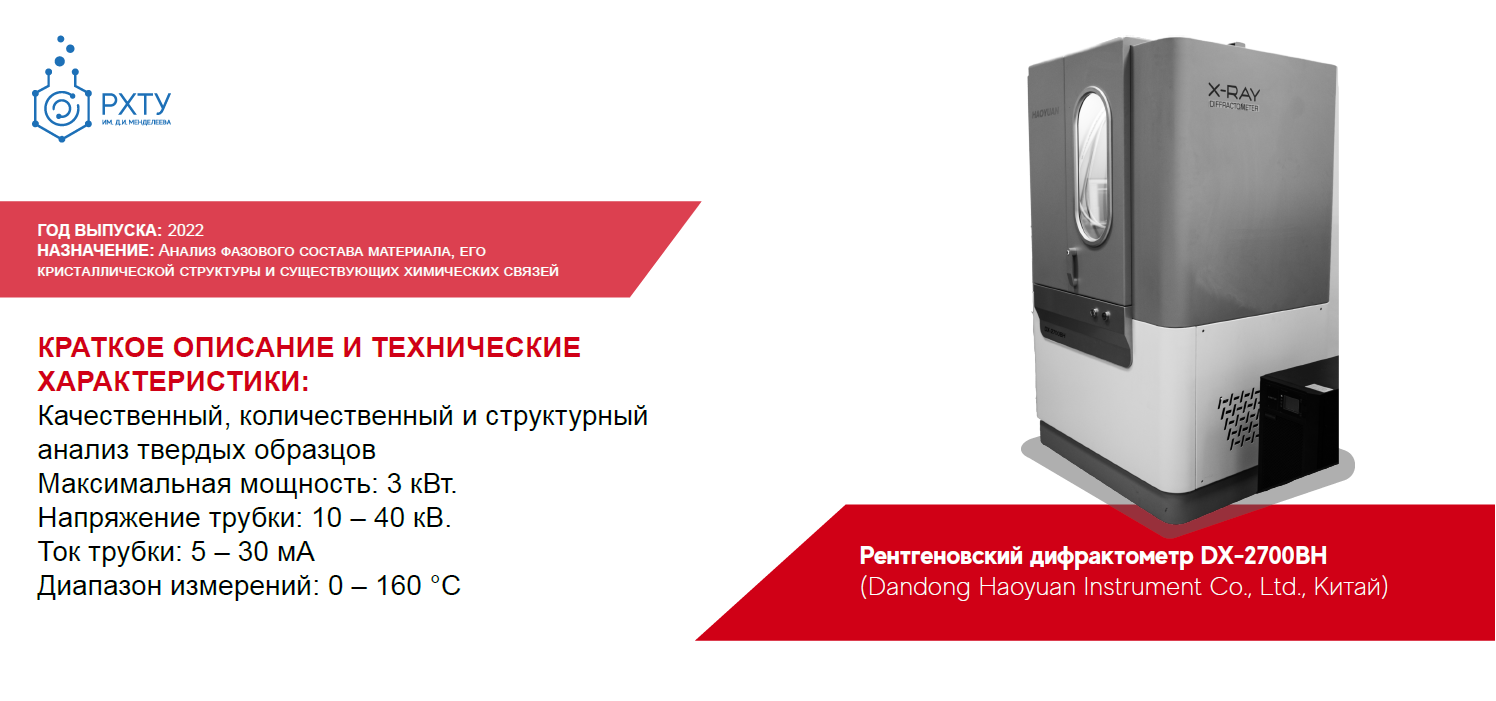 РХТУ
ИМ. Д.И. МЕНДЕЛЕЕВА
ГОД ВЫПУСКА: 2022
НАЗНАЧЕНИЕ: Анализ фазового состава материала, его
кристаллической структуры и существующих химических связей
КРАТКОЕ ОПИСАНИЕ И ТЕХНИЧЕСКИЕ
ХАРАКТЕРИСТИКИ:
Качественный, количественный и структурный
анализ твердых образцов
Максимальная мощность: 3 кВт.
Напряжение трубки: 10 – 40 кВ.
Ток трубки: 5 – 30 мА
Диапазон измерений: 0 – 160 °C
X-RAY
DIFFRACTOMETER
HAOYUAN
Рентгеновский дифрактометр DX-2700BH
(Dandong Haoyuan Instrument Co., Ltd., Китай)